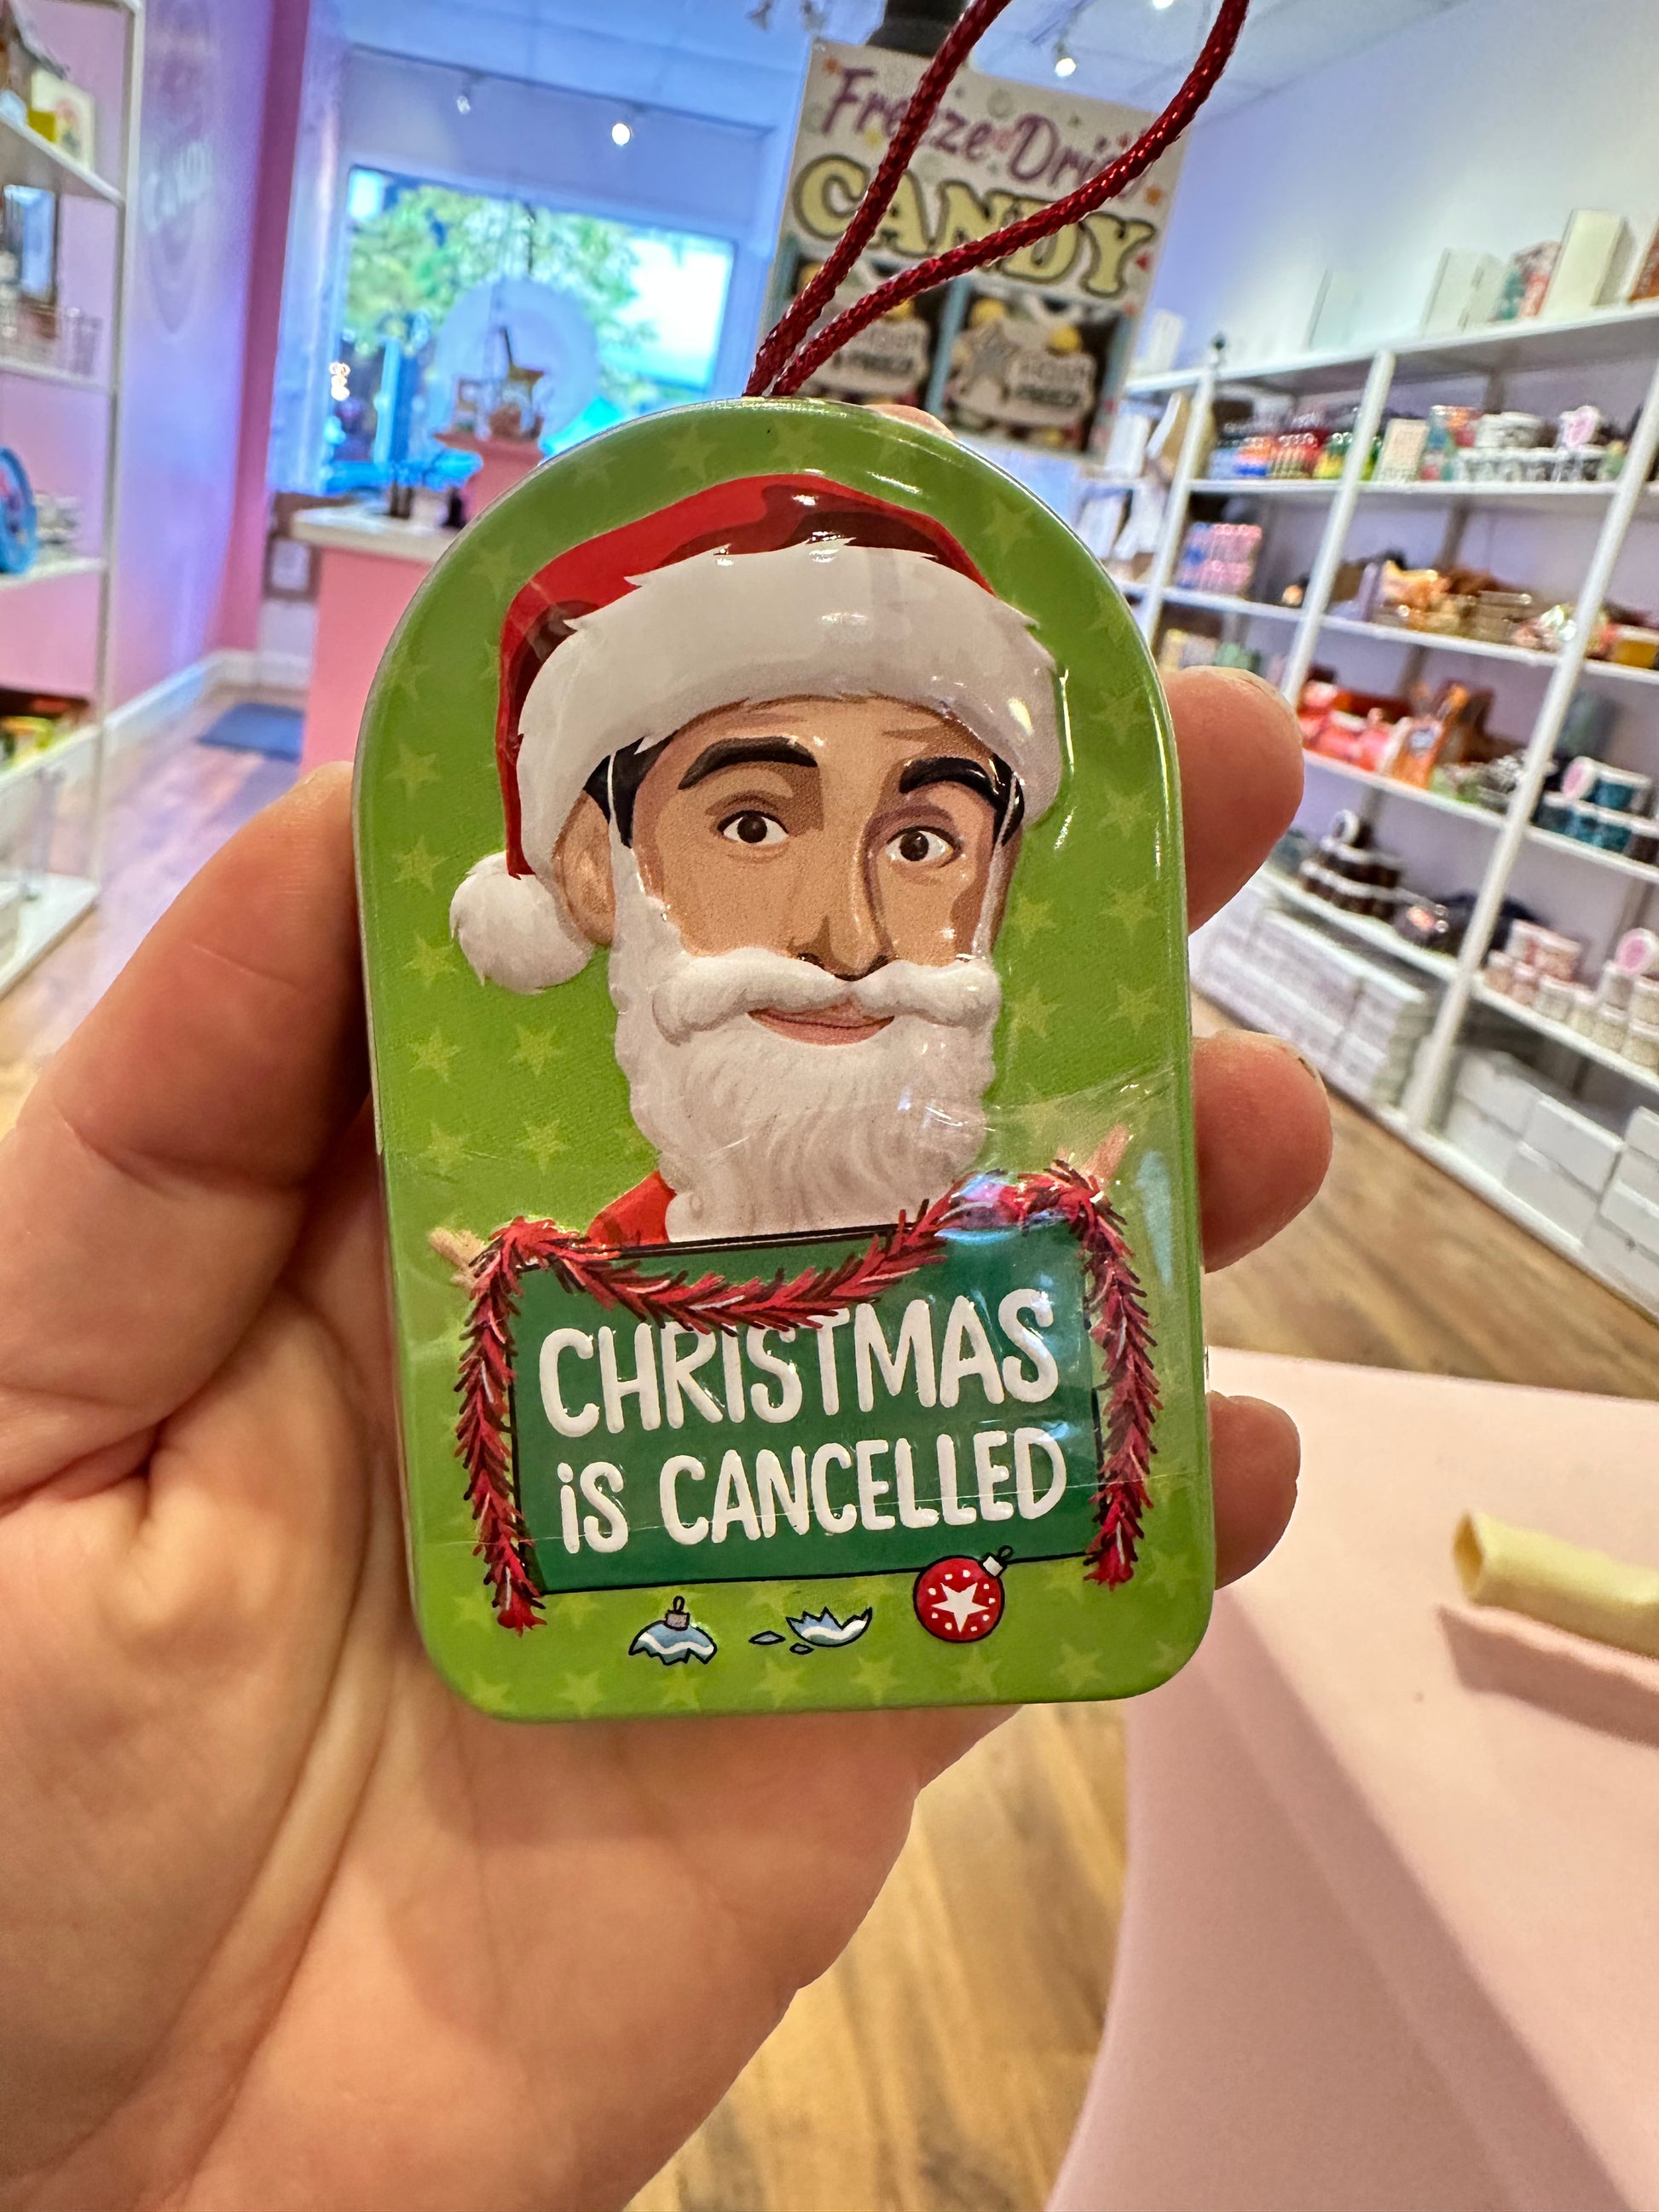 Freeze Dried
CANDY
CHRISTMAS
iS CANCELLED